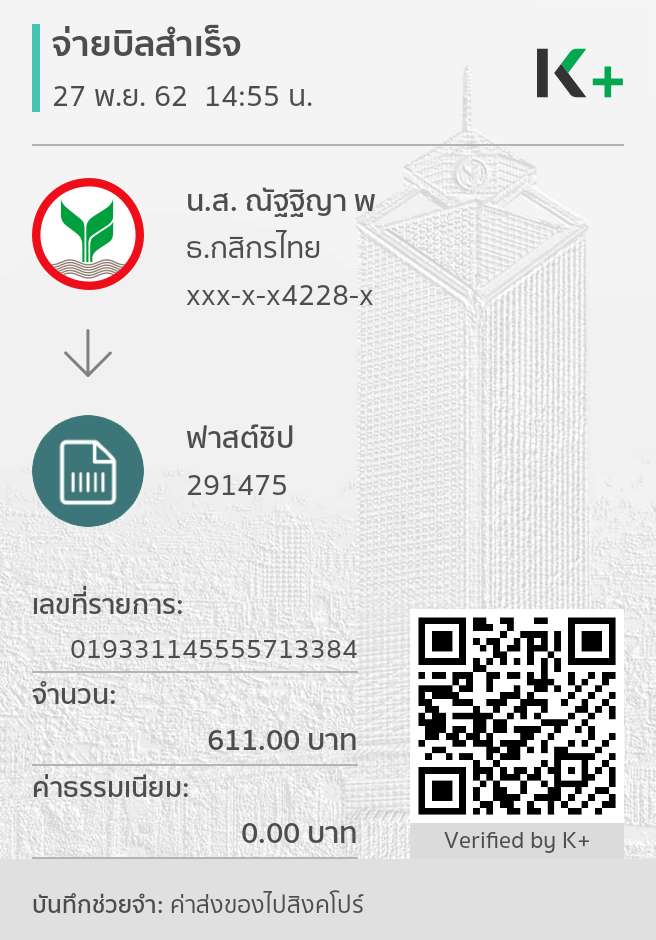 จ่ายบิลสำเร็จ
27 พ.ย. 62 14:55 น.
K+
น.ส. ณัฐฐิญา พ
ธ.กสิกรไทย
xxx-x-x4228-x
ฟาสต์ชิป
291475
เลขที่รายการ:
019331145555713384
จำนวน:
611.00 บาท
ค่าธรรมเนียม:
0.00 บาท
Verified by K+
บันทึกช่วยจำ: ค่าส่งของไปสิงคโปร์